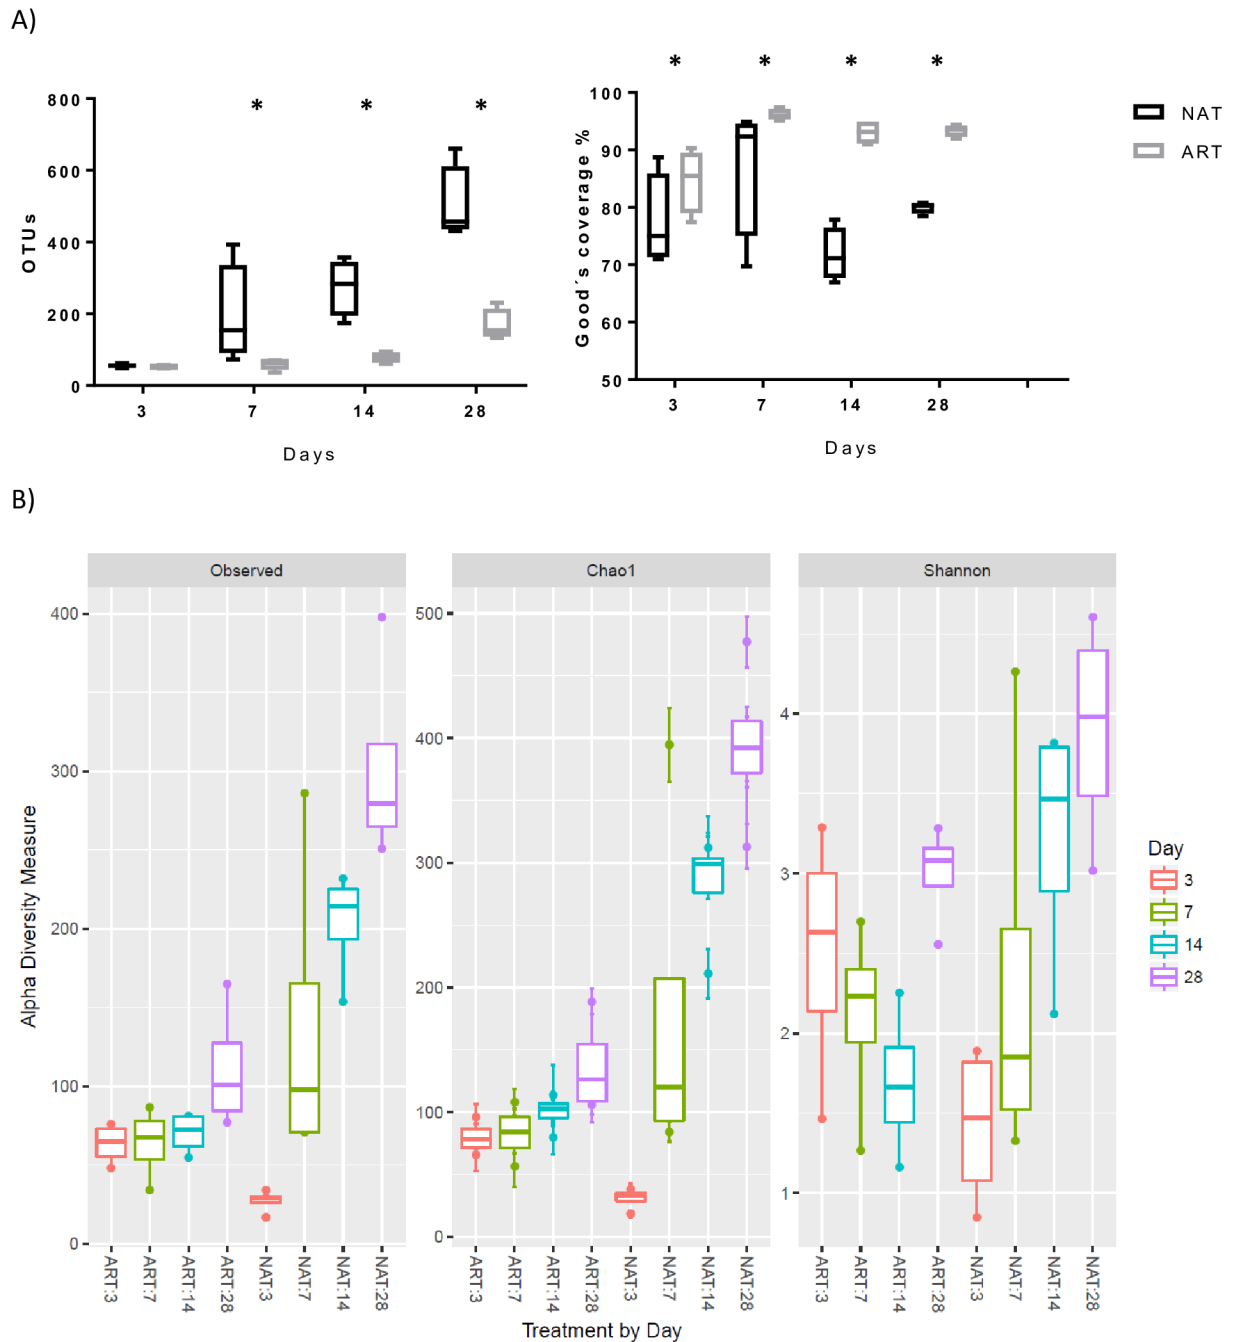 A)
* * *
* * * *
800
600
400
200
0
OTUs
3 7 14 28
Days
100
90
80
70
60
50
Good´s coverage %
3 7 14 28
Days
NAT
ART
B)
Observed
Chao1
Shannon
Alpha Diversity Measure
400
300
200
100
0
500
400
300
200
100
0
4
3
2
1
ART:3 ART:7 ART:14 ART:28 NAT:3 NAT:7 NAT:14 NAT:28
ART:3 ART:7 ART:14 ART:28 NAT:3 NAT:7 NAT:14 NAT:28
ART:3 ART:7 ART:14 ART:28 NAT:3 NAT:7 NAT:14 NAT:28
Treatment by Day
Day
3
7
14
28